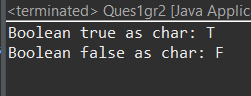 <terminated> Ques1gr2 [Java Applic
Boolean true as char: T
Boolean false as char: F